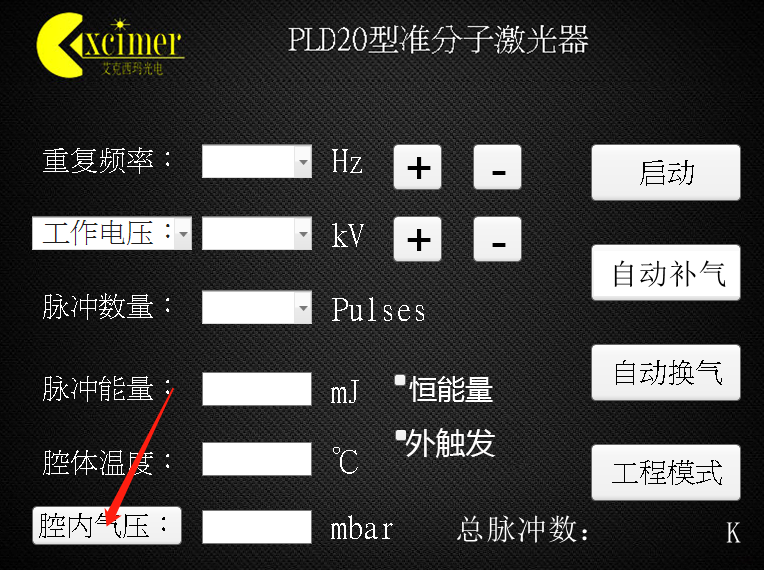 excimer
艾克西玛光电
PLD20型准分子激光器
重复频率： Hz + - 启动
工作电压： kV + -
自动补气
脉冲数量： Pulses
自动换气
脉冲能量： mJ 恒能量
外触发
腔体温度： ℃
工程模式
腔内气压： mbar 总脉冲数： K